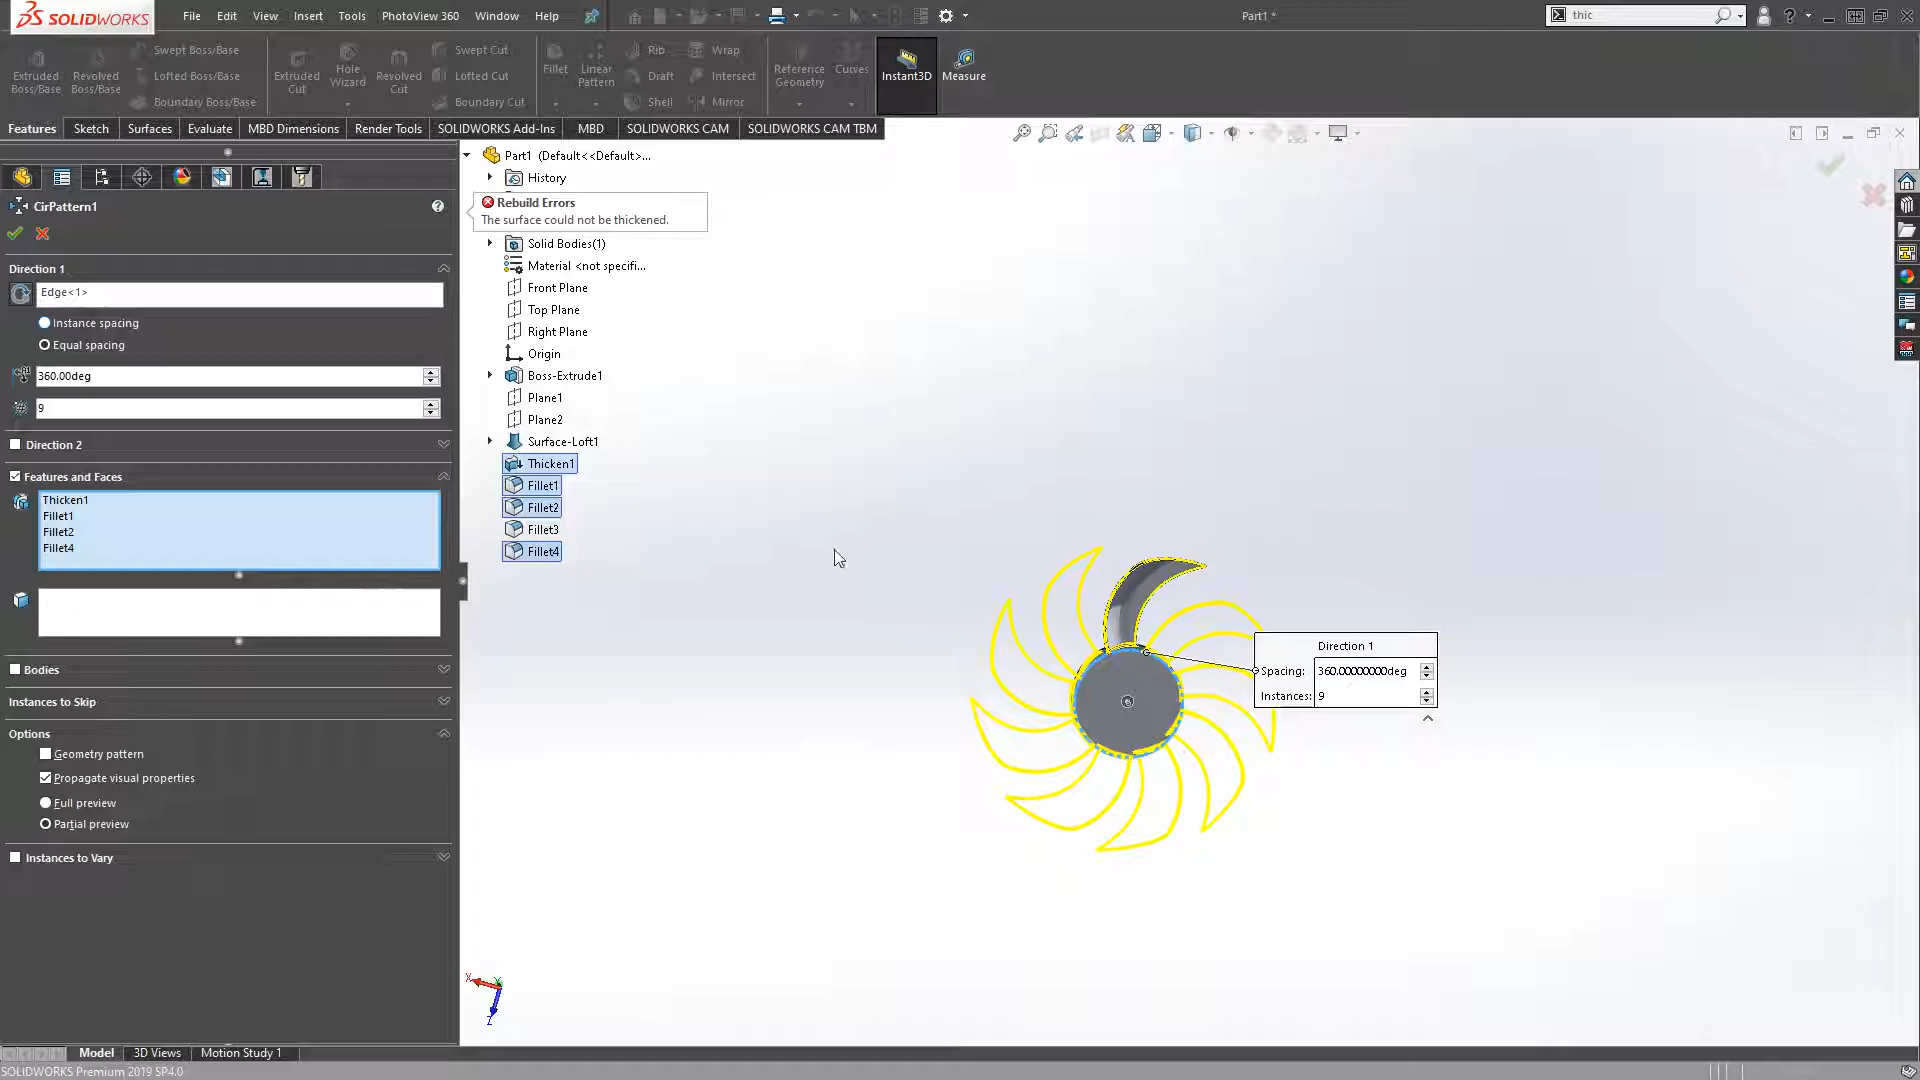 SOLIDWORKS
File Edit View Insert Tools PhotoView 360 Window Help
Part1 *
thic
Extruded Boss/Base
Revolved Boss/Base
Swept Boss/Base
Lofted Boss/Base
Boundary Boss/Base
Extruded Cut
Hole Wizard
Revolved Cut
Swept Cut
Lofted Cut
Boundary Cut
Fillet
Linear Pattern
Rib
Draft
Shell
Wrap
Intersect
Mirror
Reference Geometry
Curves
Instant3D
Measure
Features Sketch Surfaces Evaluate MBD Dimensions Render Tools SOLIDWORKS Add-Ins MBD SOLIDWORKS CAM SOLIDWORKS CAM TBM
CirPattern1
Direction 1
Edge<1>
Instance spacing
Equal spacing
360.00deg
9
Direction 2
Features and Faces
Thicken1
Fillet1
Fillet2
Fillet4
Bodies
Instances to Skip
Options
Geometry pattern
Propagate visual properties
Full preview
Partial preview
Instances to Vary
Part1 (Default<<Default>...
History
Rebuild Errors
The surface could not be thickened.
Solid Bodies(1)
Material <not specifi...
Front Plane
Top Plane
Right Plane
Origin
Boss-Extrude1
Plane1
Plane2
Surface-Loft1
Thicken1
Fillet1
Fillet2
Fillet3
Fillet4
Direction 1
Spacing: 360.00000000deg
Instances: 9
X
Y
Z
Model 3D Views Motion Study 1
SOLIDWORKS Premium 2019 SP4.0